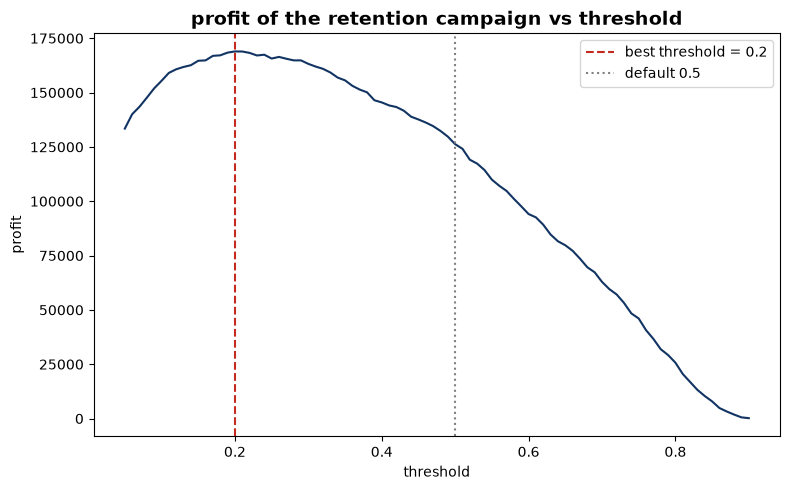 profit of the retention campaign vs threshold
175000
150000
125000
100000
75000
50000
25000
0
profit
best threshold = 0.2
default 0.5
0.2
0.4
0.6
0.8
threshold